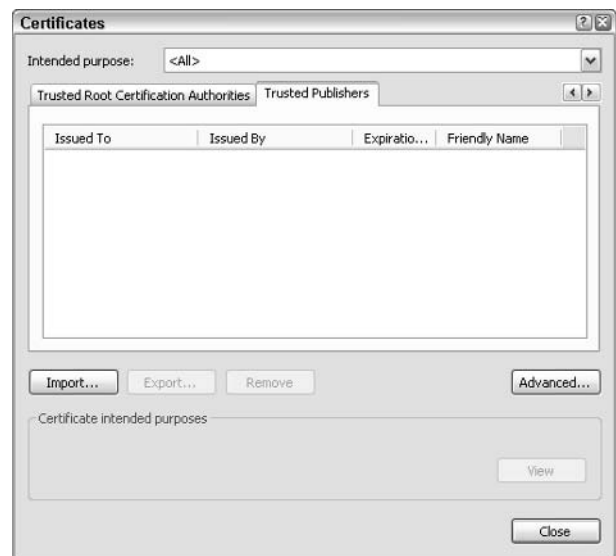 Certificates
Intended purpose: <All>
Trusted Root Certification Authorities Trusted Publishers
Issued To Issued By Expiratio... Friendly Name
Import... Export... Remove Advanced...
Certificate intended purposes
View
Close